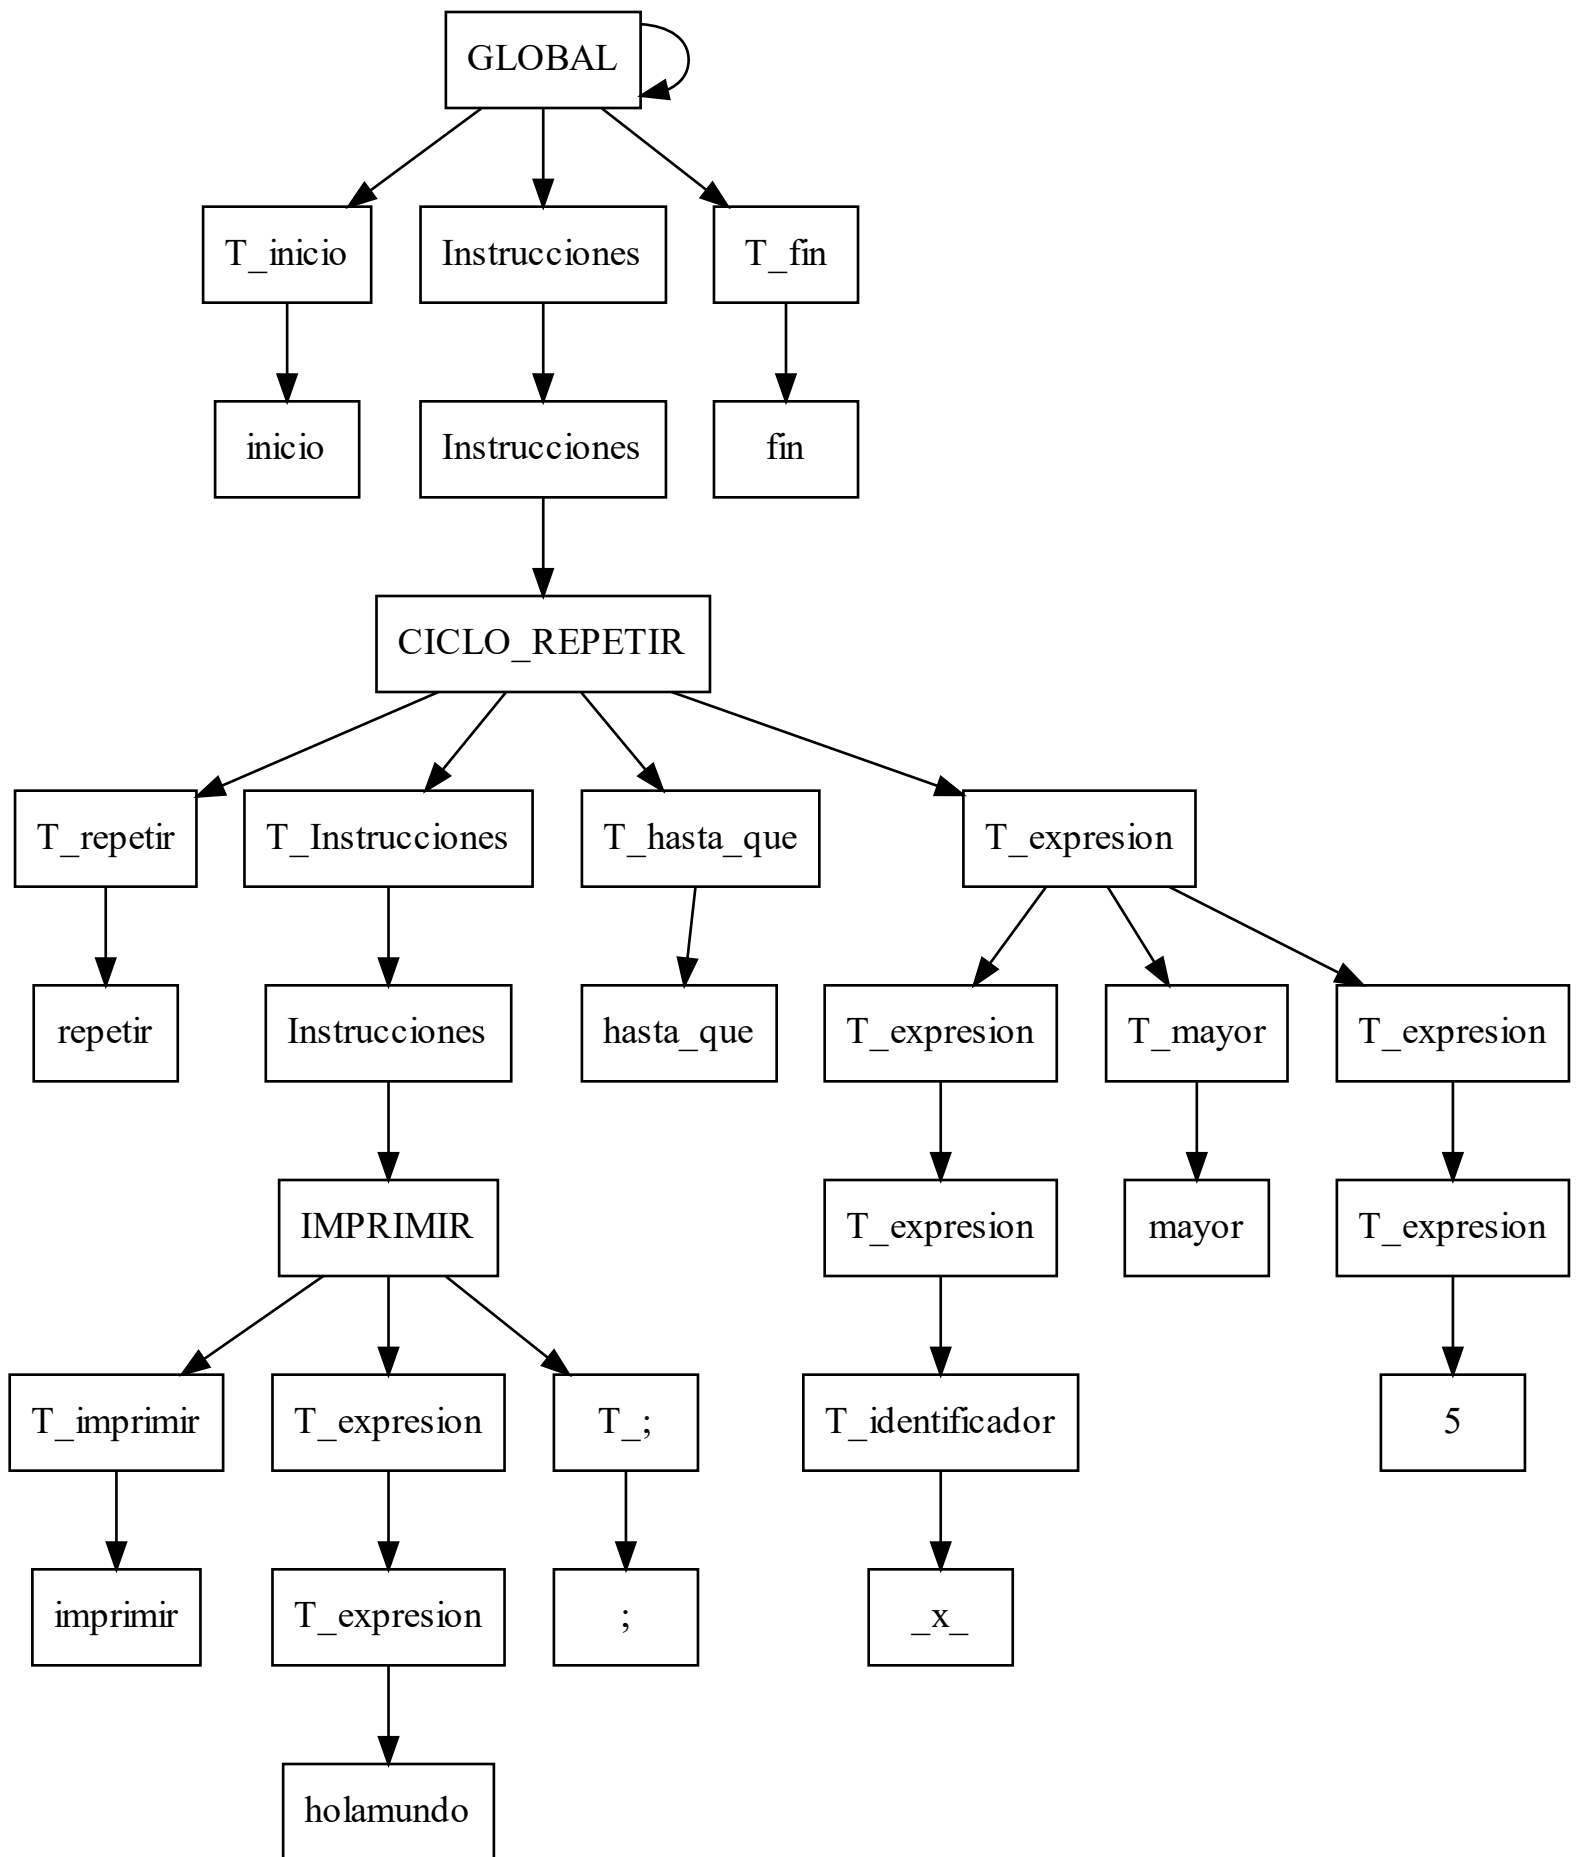 GLOBAL
T_inicio
Instrucciones
T_fin
inicio
Instrucciones
fin
CICLO_REPETIR
T_repetir
T_Instrucciones
T_hasta_que
T_expresion
repetir
Instrucciones
hasta_que
T_expresion
T_mayor
T_expresion
IMPRIMIR
T_expresion
mayor
T_expresion
T_imprimir
T_expresion
T_;
T_identificador
5
imprimir
T_expresion
;
_x_
holamundo